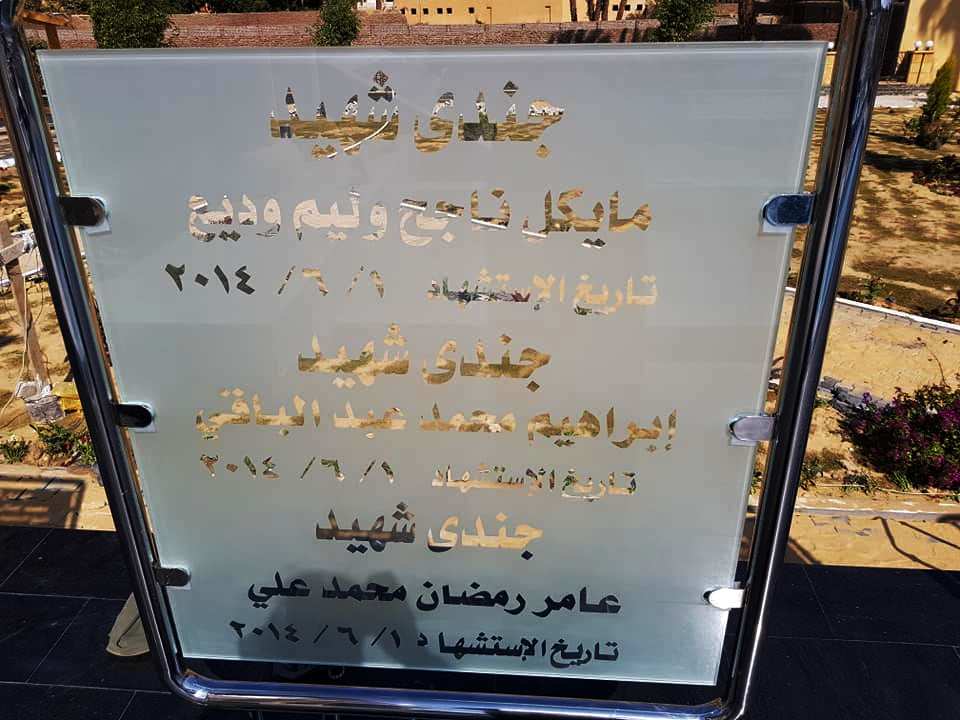 جندى شهيد
مايكل ناجح وليم وديع
تاريخ الإستشهاد ١ / ٦ / ٢٠١٤
جندى شهيد
إبراهيم محمد عبد الباقي
تاريخ الإستشهاد ١ / ٦ / ٢٠١٤
جندى شهيد
عامر رمضان محمد علي
تاريخ الإستشهاد ١ / ٦ / ٢٠١٤